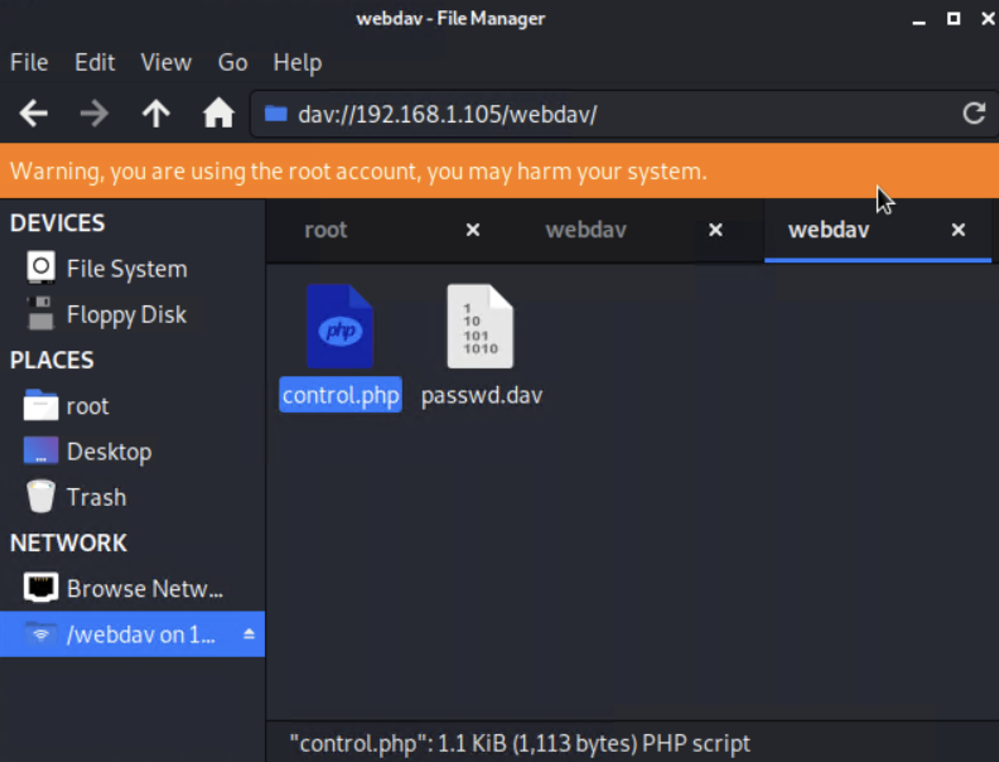 webdav - File Manager
File Edit View Go Help
dav://192.168.1.105/webdav/
Warning, you are using the root account, you may harm your system.
DEVICES
File System
Floppy Disk
PLACES
root
Desktop
Trash
NETWORK
Browse Netw...
/webdav on 1...
root webdav webdav
php
1
10
101
1010
control.php passwd.dav
"control.php": 1.1 KiB (1,113 bytes) PHP script